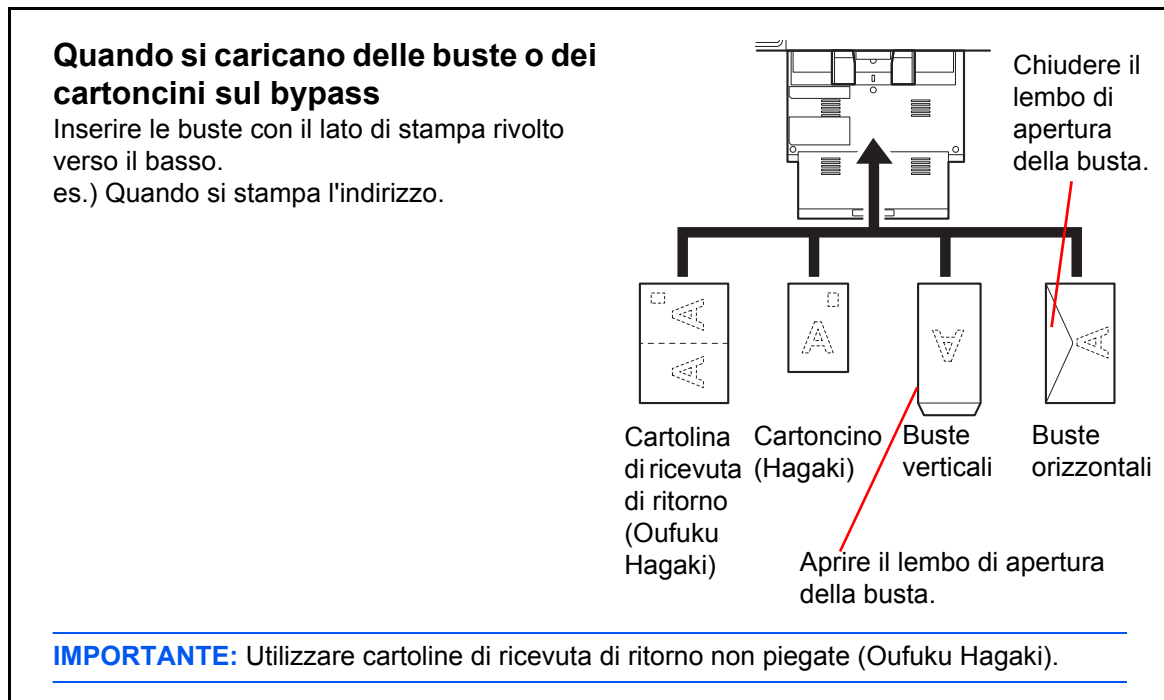 Quando si caricano delle buste o dei
cartoncini sul bypass
Inserire le buste con il lato di stampa rivolto
verso il basso.
es.) Quando si stampa l'indirizzo.
Chiudere il
lembo di
apertura
della busta.
A
A
A
A
A
Cartolina
di ricevuta
di ritorno
(Oufuku
Hagaki)
Cartoncino
(Hagaki)
Buste
verticali
Buste
orizzontali
Aprire il lembo di apertura
della busta.
IMPORTANTE: Utilizzare cartoline di ricevuta di ritorno non piegate (Oufuku Hagaki).